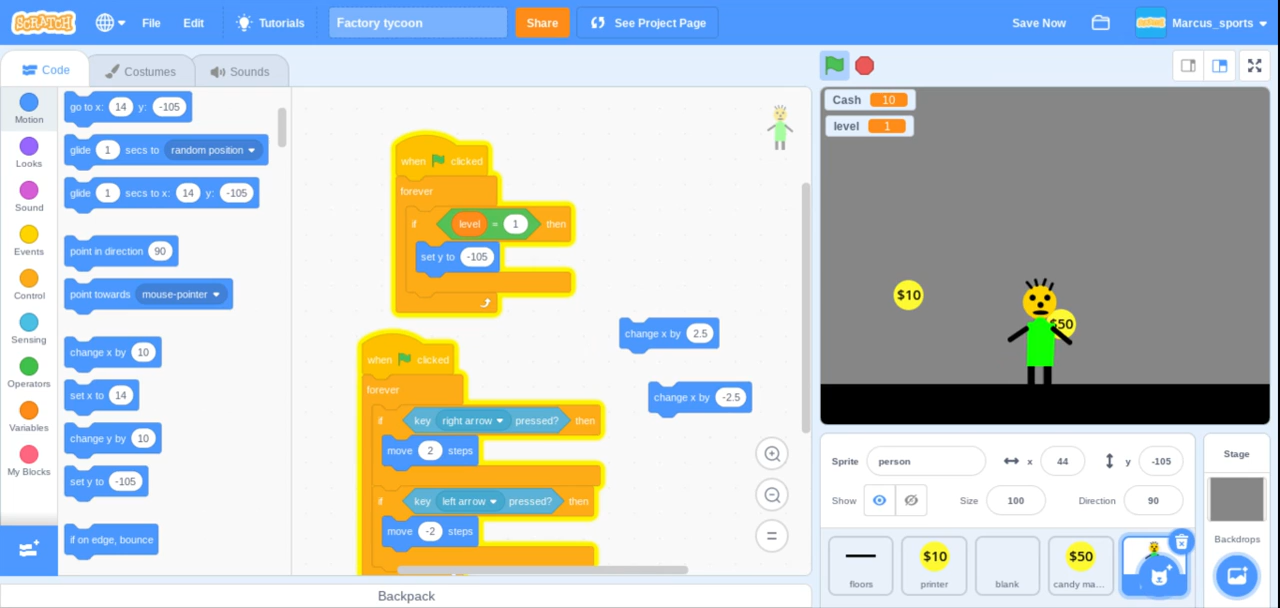 SCRATCH File Edit Tutorials Factory tycoon Share See Project Page Save Now Marcus_sports
Code Costumes Sounds
Motion
Looks
Sound
Events
Control
Sensing
Operators
Variables
My Blocks
go to x: 14 y: -105
glide 1 secs to random position
glide 1 secs to x: 14 y: -105
point in direction 90
point towards mouse-pointer
change x by 10
set x to 14
change y by 10
set y to -105
if on edge, bounce
when clicked
forever
if level = 1 then
set y to -105
when clicked
forever
if key right arrow pressed? then
move 2 steps
if key left arrow pressed? then
move -2 steps
change x by 2.5
change x by -2.5
Backpack
Cash 10
level 1
$10
$50
Sprite person x 44 y -105
Show Size 100 Direction 90
floors
$10
printer
blank
$50
candy ma...
Stage
Backdrops